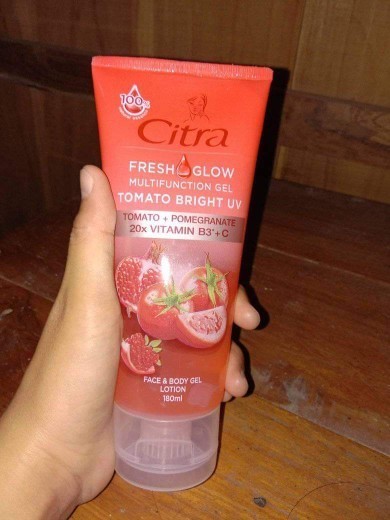 100%
Citra
FRESH GLOW
MULTIFUNCTION GEL
TOMATO BRIGHT UV
TOMATO + POMEGRANATE
20x VITAMIN B3*+C
FACE & BODY GEL
LOTION
180ml